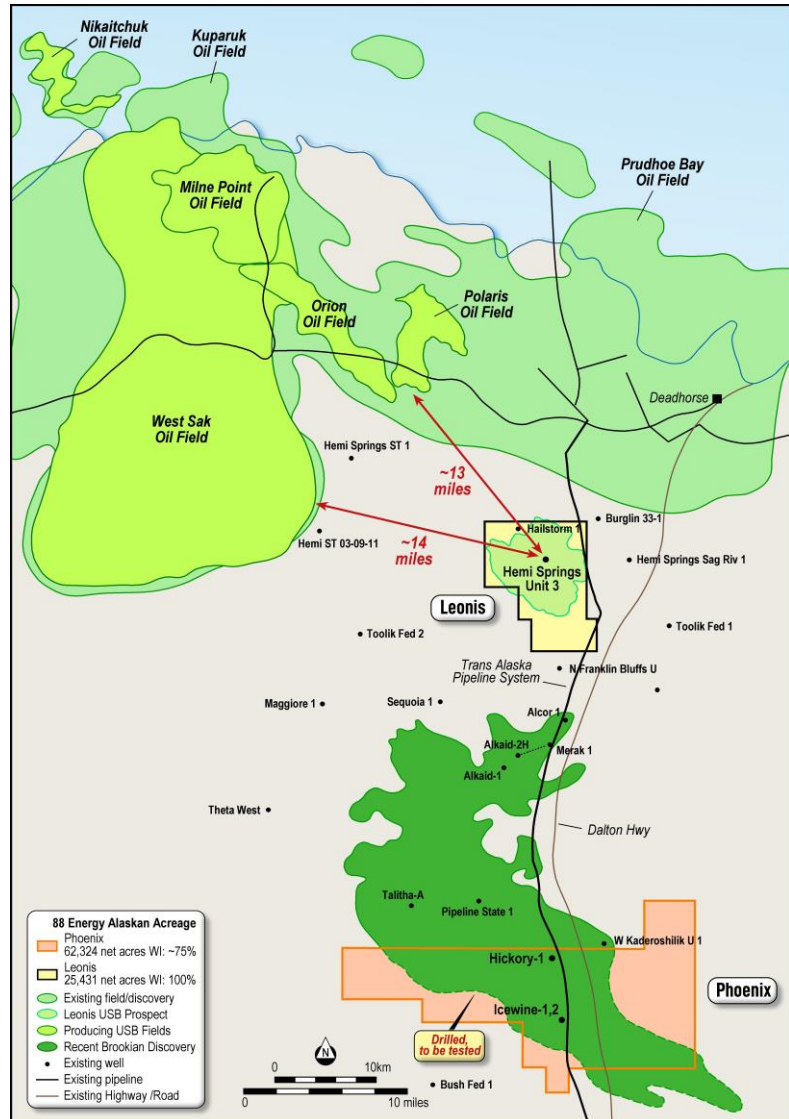 Nikaitchuk
Oil Field
Kuparuk
Oil Field
Prudhoe Bay
Oil Field
Milne Point
Oil Field
Orion
Oil Field
Polaris
Oil Field
Deadhorse
West Sak
Oil Field
Hemi Springs ST 1
~13
miles
Hailstorm 1
Burglin 33-1
Hemi ST 03-09-11
~14
miles
Hemi Springs
Unit 3
Hemi Springs Sag Riv 1
Leonis
Toolik Fed 2
Toolik Fed 1
Trans Alaska
Pipeline System
N Franklin Bluffs U
Maggiore 1
Sequoia 1
Alcor 1
Alkaid-2H
Merak 1
Alkaid-1
Theta West
Dalton Hwy
Talitha-A
Pipeline State 1
W Kaderoshilik U 1
Hickory-1
Phoenix
Icewine-1,2
Drilled,
to be tested
88 Energy Alaskan Acreage
Phoenix
62,324 net acres WI: ~75%
Leonis
25,431 net acres WI: 100%
Existing field/discovery
Leonis USB Prospect
Producing USB Fields
Recent Brookian Discovery
Existing well
Existing pipeline
Existing Highway /Road
N
0 10km
0 10 miles
Bush Fed 1